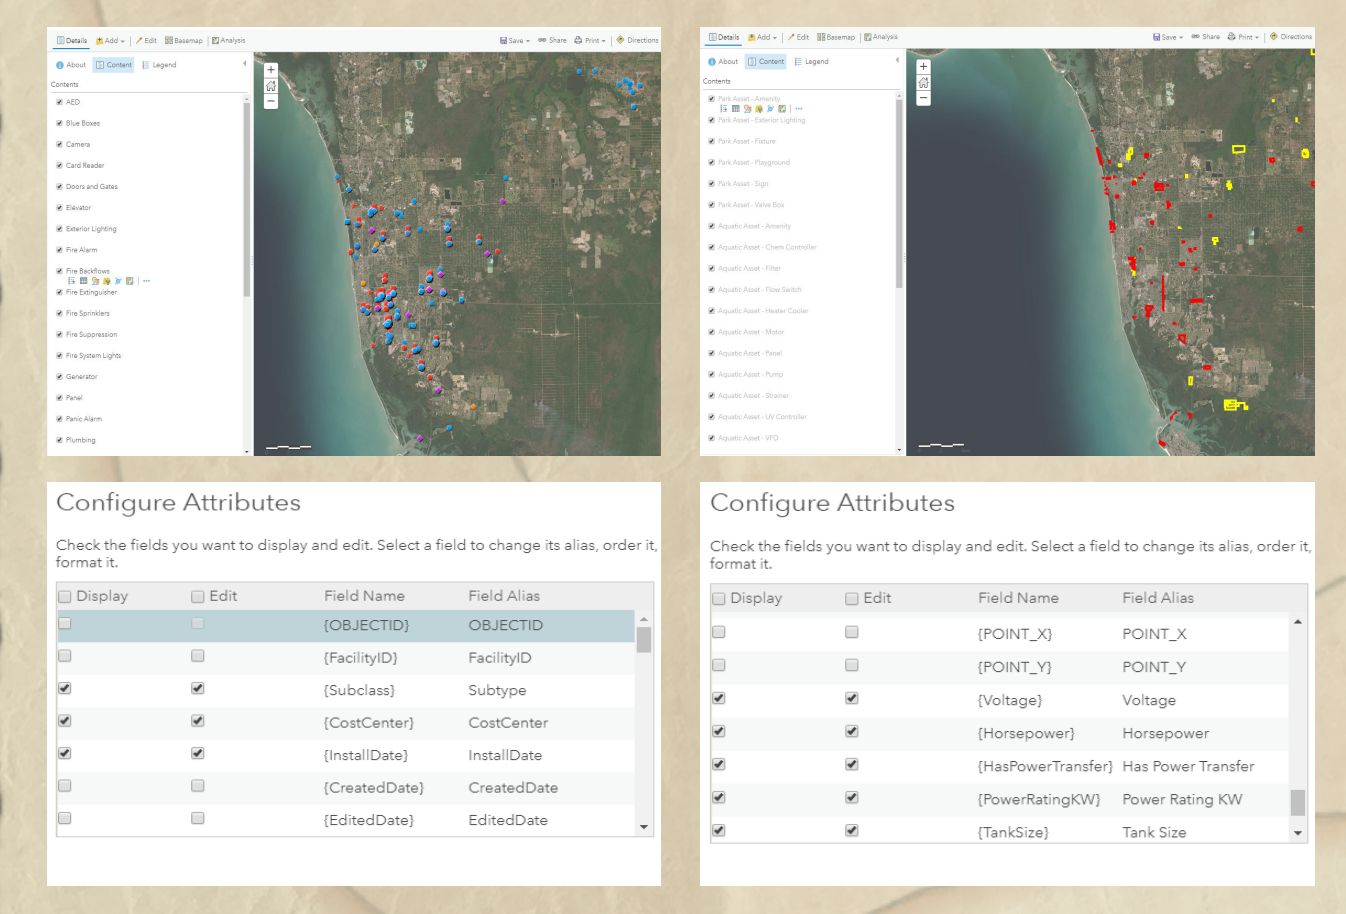 Details Add Edit Basemap Analysis Save Share Print Directions
About Content Legend
Contents
AED
Blue Boxes
Camera
Card Reader
Doors and Gates
Elevator
Exterior Lighting
Fire Alarm
Fire Backflows
Fire Extinguisher
Fire Sprinklers
Fire Suppression
Fire System Lights
Generator
Panel
Panic Alarm
Plumbing
Details Add Edit Basemap Analysis Save Share Print Directions
About Content Legend
Contents
Park Asset - Amenity
Park Asset - Exterior Lighting
Park Asset - Fixture
Park Asset - Playground
Park Asset - Sign
Park Asset - Valve Box
Aquatic Asset - Amenity
Aquatic Asset - Chem Controller
Aquatic Asset - Filter
Aquatic Asset - Flow Switch
Aquatic Asset - Heater Cooler
Aquatic Asset - Motor
Aquatic Asset - Panel
Aquatic Asset - Pump
Aquatic Asset - Strainer
Aquatic Asset - UV Controller
Aquatic Asset - VFD
Configure Attributes
Check the fields you want to display and edit. Select a field to change its alias, order it,
format it.
Display Edit Field Name Field Alias
{OBJECTID} OBJECTID
{FacilityID} FacilityID
{Subclass} Subtype
{CostCenter} CostCenter
{InstallDate} InstallDate
{CreatedDate} CreatedDate
{EditedDate} EditedDate
Configure Attributes
Check the fields you want to display and edit. Select a field to change its alias, order it,
format it.
Display Edit Field Name Field Alias
{POINT_X} POINT_X
{POINT_Y} POINT_Y
{Voltage} Voltage
{Horsepower} Horsepower
{HasPowerTransfer} Has Power Transfer
{PowerRatingKW} Power Rating KW
{TankSize} Tank Size